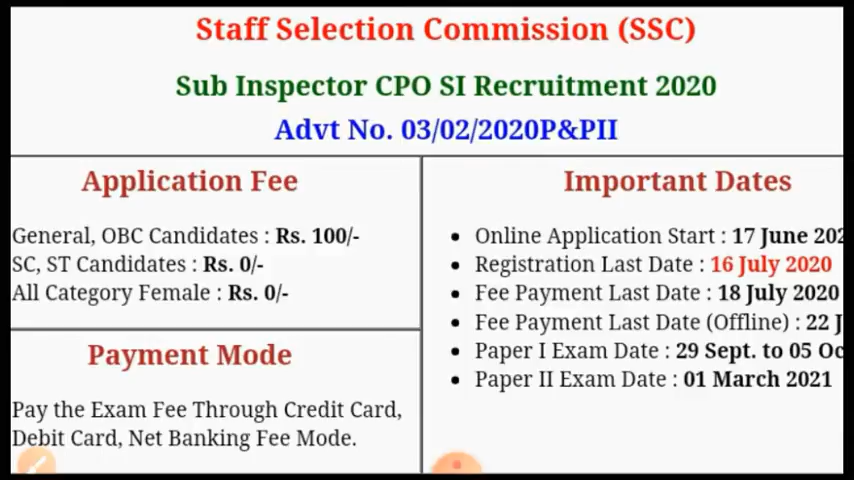 Staff Selection Commission (SSC)
Sub Inspector CPO SI Recruitment 2020
Advt No. 03/02/2020P&PII
Application Fee
General, OBC Candidates : Rs. 100/-
SC, ST Candidates : Rs. 0/-
All Category Female : Rs. 0/-
Payment Mode
Pay the Exam Fee Through Credit Card,
Debit Card, Net Banking Fee Mode.
Important Dates
Online Application Start : 17 June
Registration Last Date : 16 July 2020
Fee Payment Last Date : 18 July 2020
Fee Payment Last Date (Offline) : 22
Paper I Exam Date : 29 Sept. to 05
Paper II Exam Date : 01 March 2021